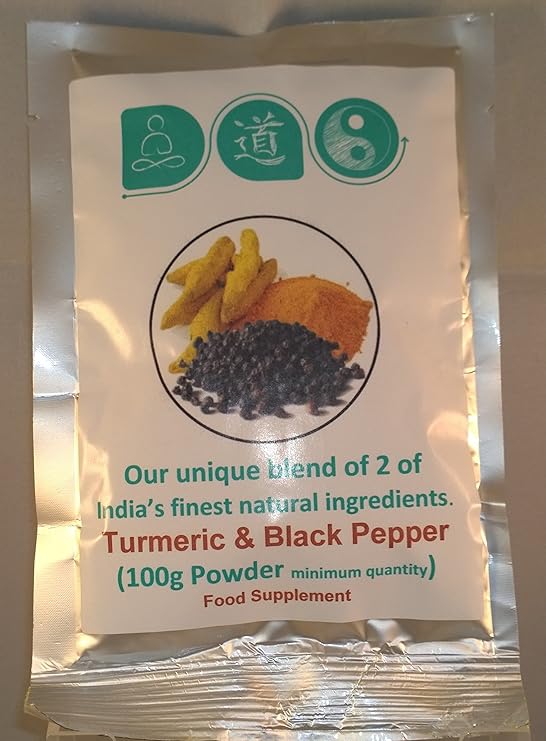 道
Our unique blend of 2 of
India's finest natural ingredients.
Turmeric & Black Pepper
(100g Powder minimum quantity)
Food Supplement